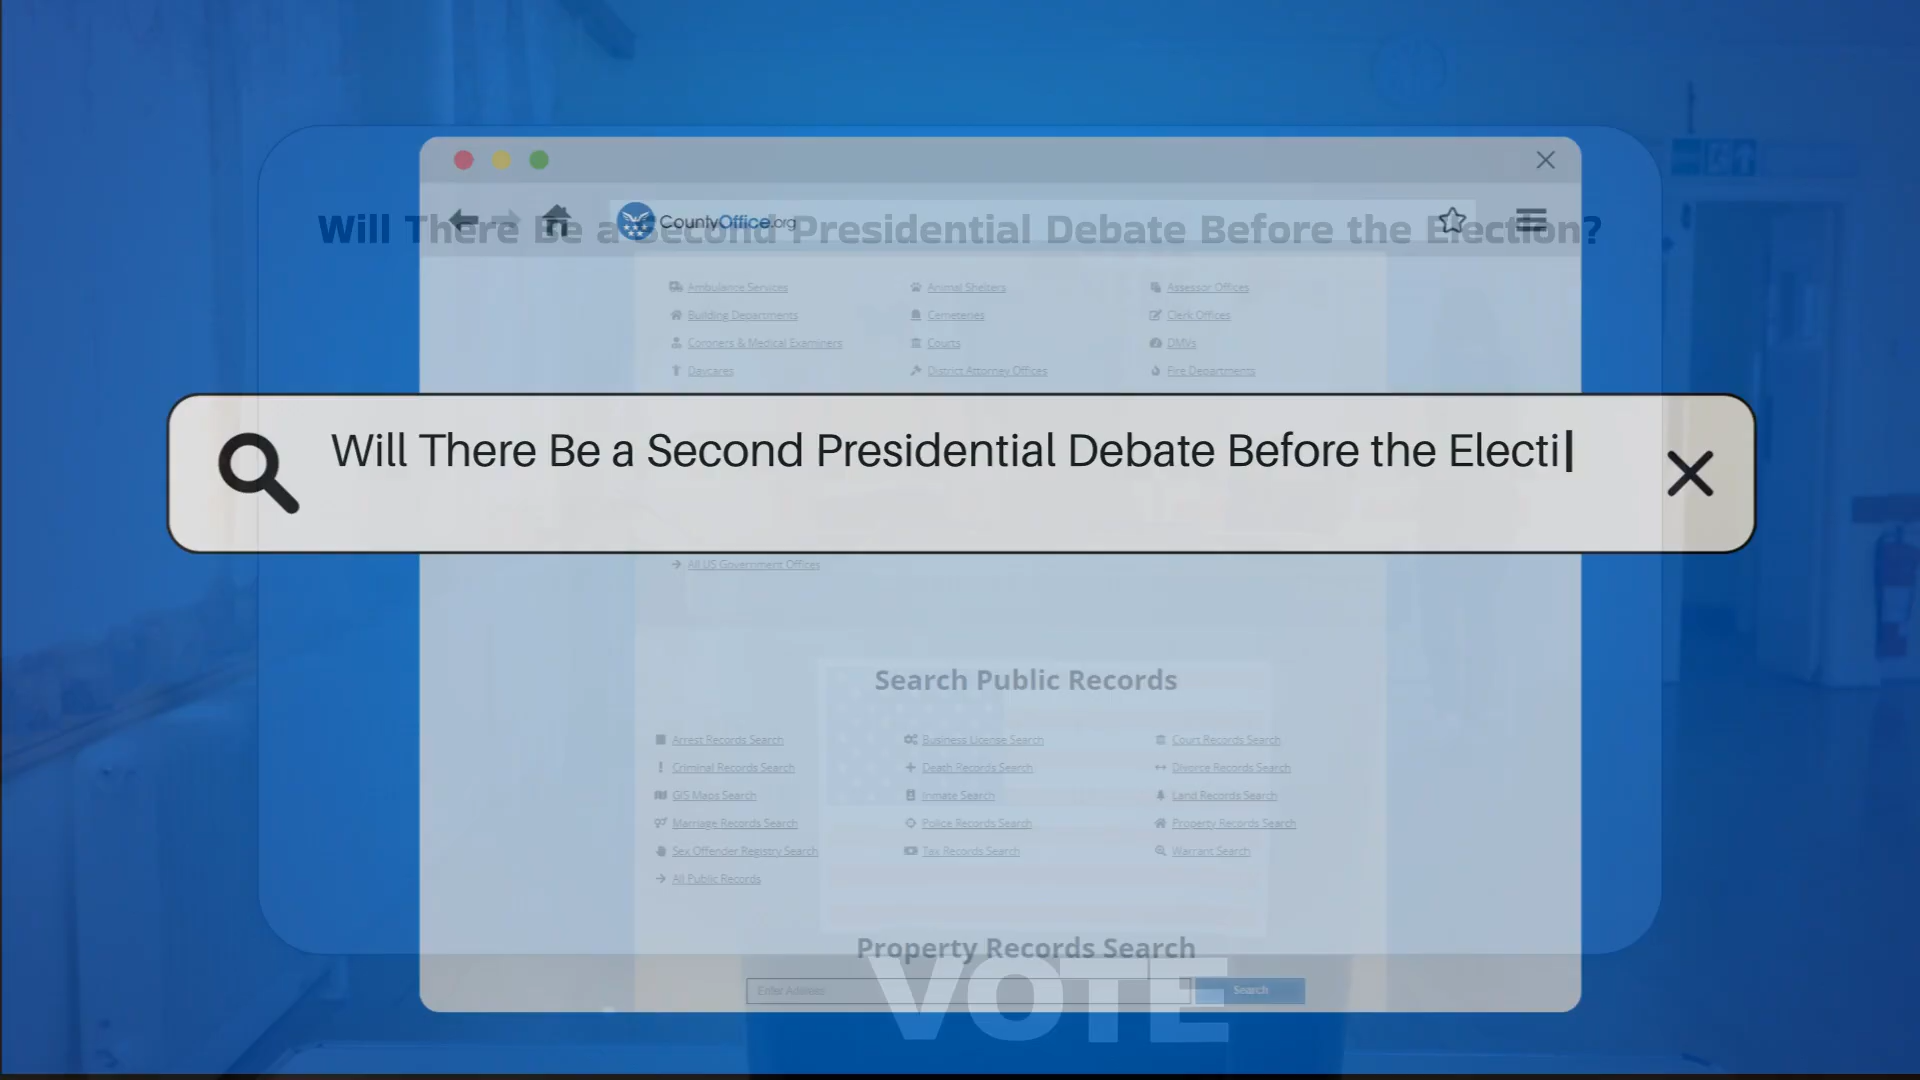 Will There Be a Second Presidential Debate Before the Election?
CountyOffice.org
Ambulance Services
Animal Shelters
Assessor Offices
Building Departments
Cemeteries
Clerk Offices
Coroners & Medical Examiners
Courts
DMVs
Daycares
District Attorney Offices
Fire Departments
Will There Be a Second Presidential Debate Before the Electi
All US Government Offices
Search Public Records
Arrest Records Search
Business License Search
Court Records Search
Criminal Records Search
Death Records Search
Divorce Records Search
GIS Maps Search
Inmate Search
Land Records Search
Marriage Records Search
Police Records Search
Property Records Search
Sex Offender Registry Search
Tax Records Search
Warrant Search
All Public Records
Property Records Search
Enter Address
Search
VOTE